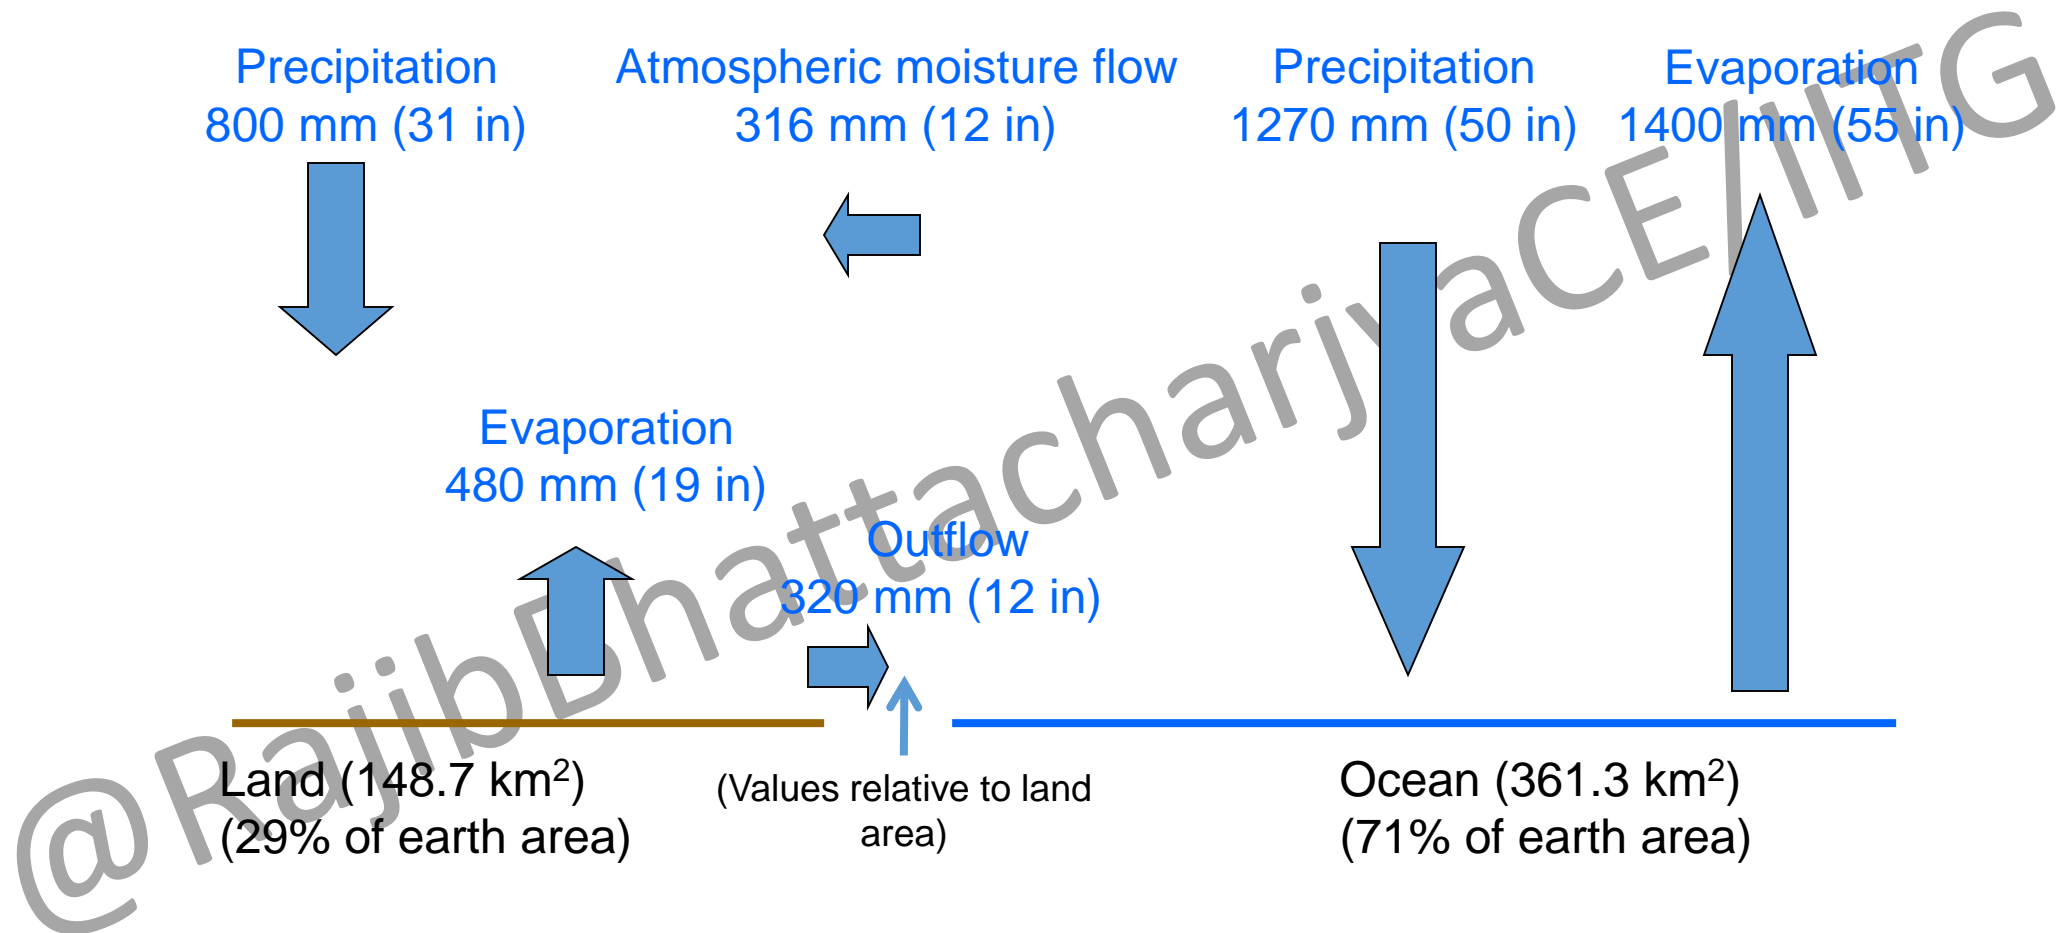 Precipitation
800 mm (31 in)
Atmospheric moisture flow
316 mm (12 in)
Precipitation
1270 mm (50 in)
Evaporation
1400 mm (55 in)
Evaporation
480 mm (19 in)
Outflow
320 mm (12 in)
Land (148.7 km²)
(29% of earth area)
(Values relative to land
area)
Ocean (361.3 km²)
(71% of earth area)
@RajibBhattacharjyaCE/IITG